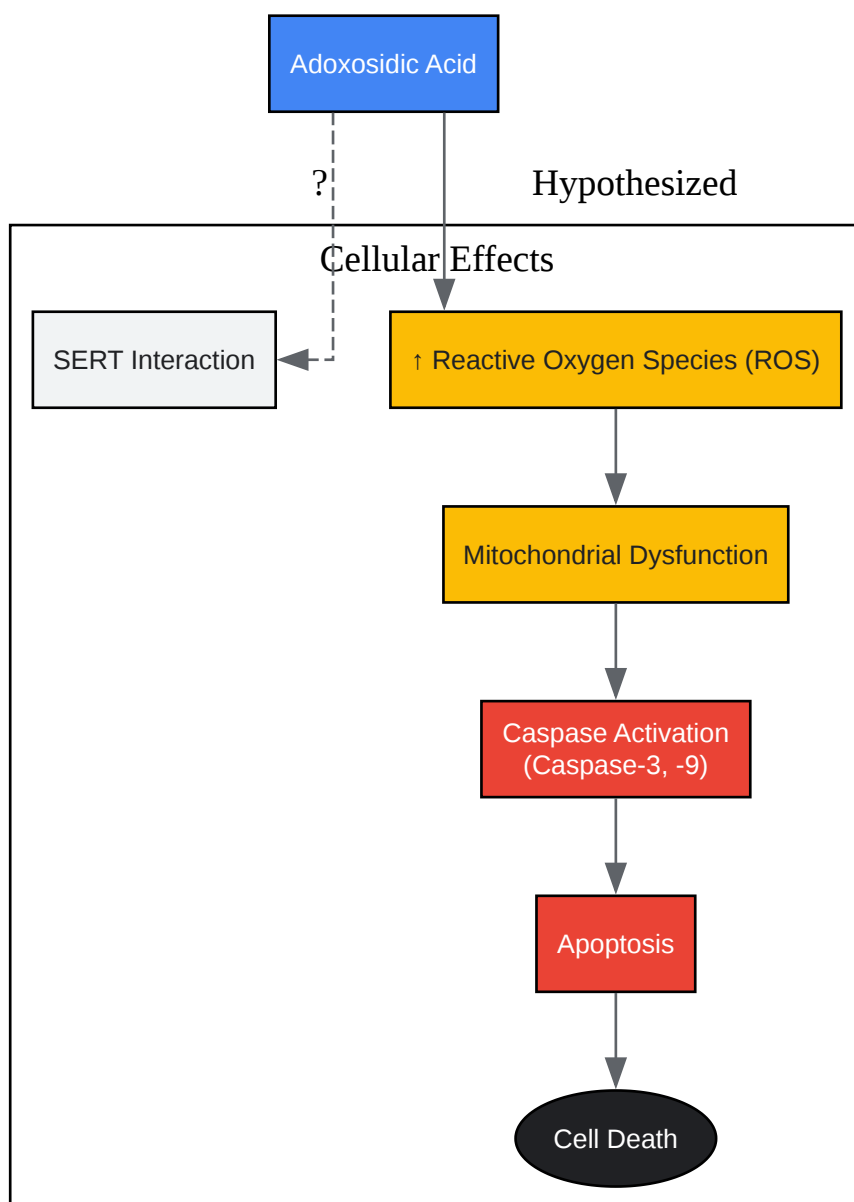 Adoxosidic Acid
?
Hypothesized
Cellular Effects
SERT Interaction
↑ Reactive Oxygen Species (ROS)
Mitochondrial Dysfunction
Caspase Activation
(Caspase-3, -9)
Apoptosis
Cell Death